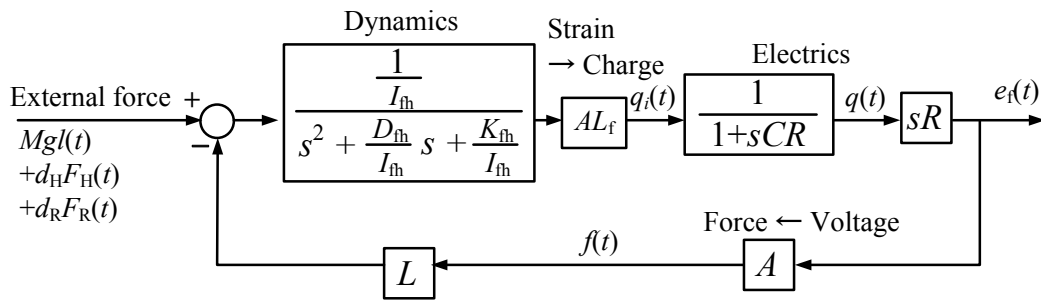 Dynamics
Strain
→ Charge
Electrics
External force
+
−
Mgl(t)
+d_H F_H(t)
+d_R F_R(t)
1
I_fh
s² + D_fh/I_fh s + K_fh/I_fh
AL_f
q_i(t)
1
1+sCR
q(t)
sR
e_f(t)
Force ← Voltage
f(t)
L
A